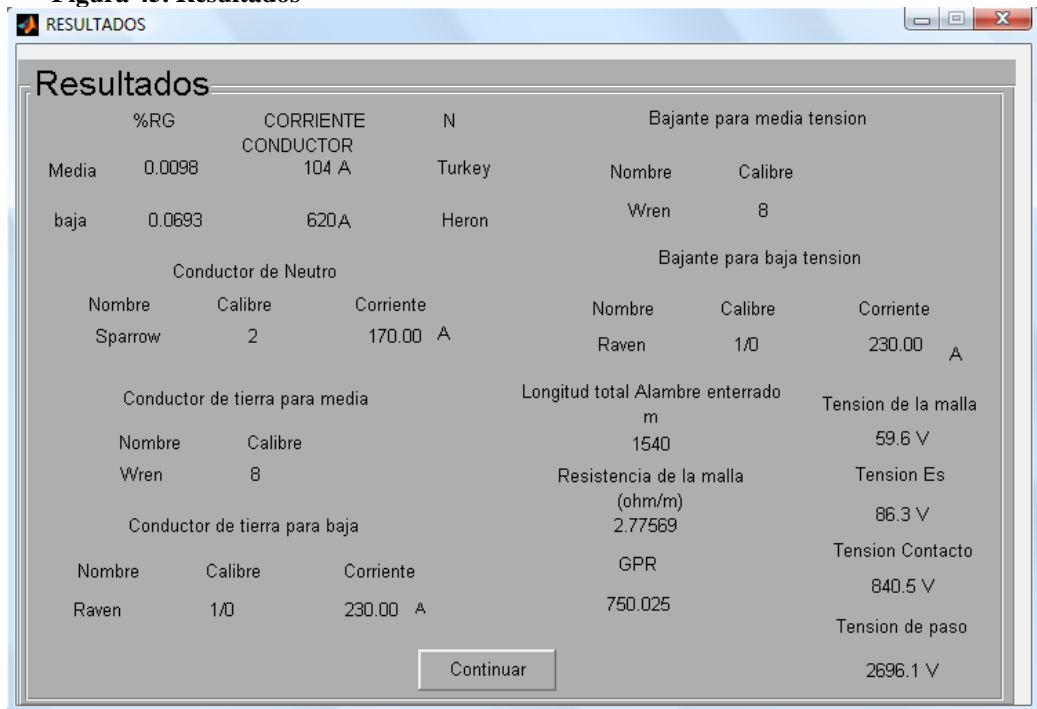 Figura 45. Resultados
RESULTADOS
Resultados
%RG CORRIENTE CONDUCTOR N
Media 0.0098 104 A Turkey
baja 0.0693 620 A Heron
Conductor de Neutro
Nombre Calibre Corriente
Sparrow 2 170.00 A
Conductor de tierra para media
Nombre Calibre
Wren 8
Conductor de tierra para baja
Nombre Calibre Corriente
Raven 1/0 230.00 A
Bajante para media tension
Nombre Calibre
Wren 8
Bajante para baja tension
Nombre Calibre Corriente
Raven 1/0 230.00 A
Longitud total Alambre enterrado
m
1540
Resistencia de la malla
(ohm/m)
2.77569
GPR
750.025
Tension de la malla
59.6 V
Tension Es
86.3 V
Tension Contacto
840.5 V
Tension de paso
2696.1 V
Continuar